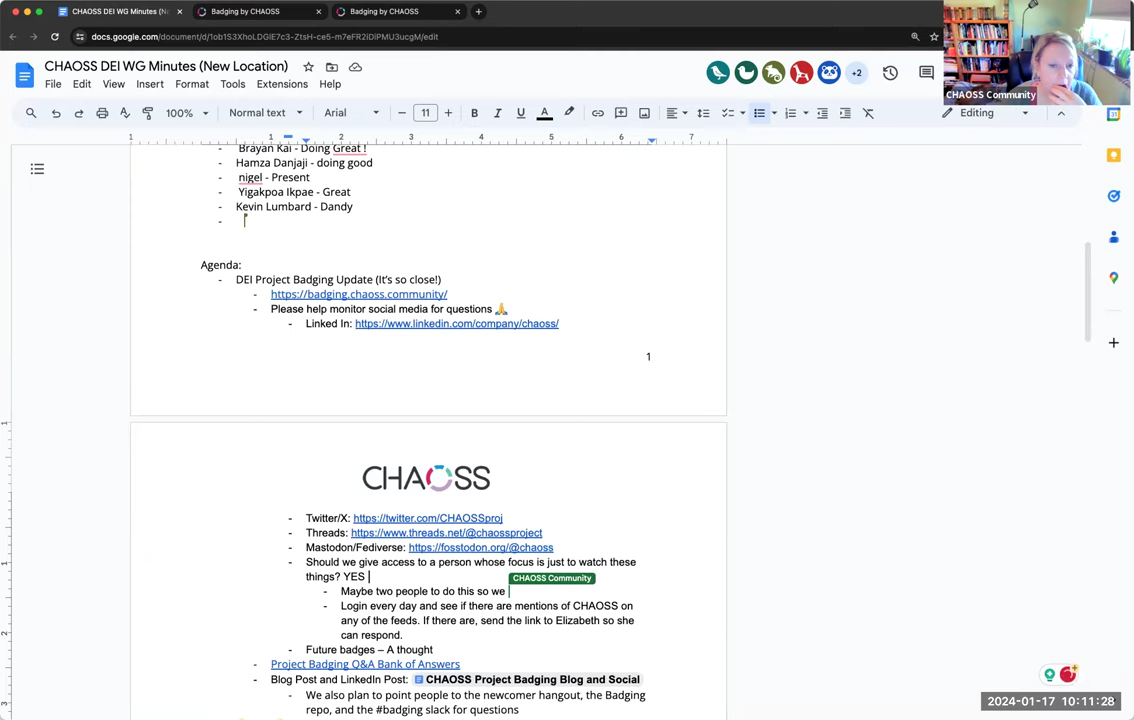 CHAOSS DEI WG Minutes (N
Badging by CHAOSS
Badging by CHAOSS
docs.google.com/document/d/1ob1S3XhoLDGlE7c3-ZtsH-ce5-m7eFR2iDlPMU3ucgM/edit
CHAOSS DEI WG Minutes (New Location)
File Edit View Insert Format Tools Extensions Help
+2
CHAOSS Community
100% Normal text Arial 11 Editing
1 1 2 3 4 5 6 7
- Brayan Kai - Doing Great !
- Hamza Danjaji - doing good
- nigel - Present
- Yigakpoa Ikpae - Great
- Kevin Lumbard - Dandy
-
Agenda:
- DEI Project Badging Update (It's so close!)
- https://badging.chaoss.community/
- Please help monitor social media for questions 🙏
- Linked In: https://www.linkedin.com/company/chaoss/
1
CHAOSS
- Twitter/X: https://twitter.com/CHAOSSproj
- Threads: https://www.threads.net/@chaossproject
- Mastodon/Fediverse: https://fosstodon.org/@chaoss
- Should we give access to a person whose focus is just to watch these
things? YES
CHAOSS Community
- Maybe two people to do this so we
- Login every day and see if there are mentions of CHAOSS on
any of the feeds. If there are, send the link to Elizabeth so she
can respond.
- Future badges – A thought
- Project Badging Q&A Bank of Answers
- Blog Post and LinkedIn Post: CHAOSS Project Badging Blog and Social
- We also plan to point people to the newcomer hangout, the Badging
repo, and the #badging slack for questions
2024-01-17 10:11:28